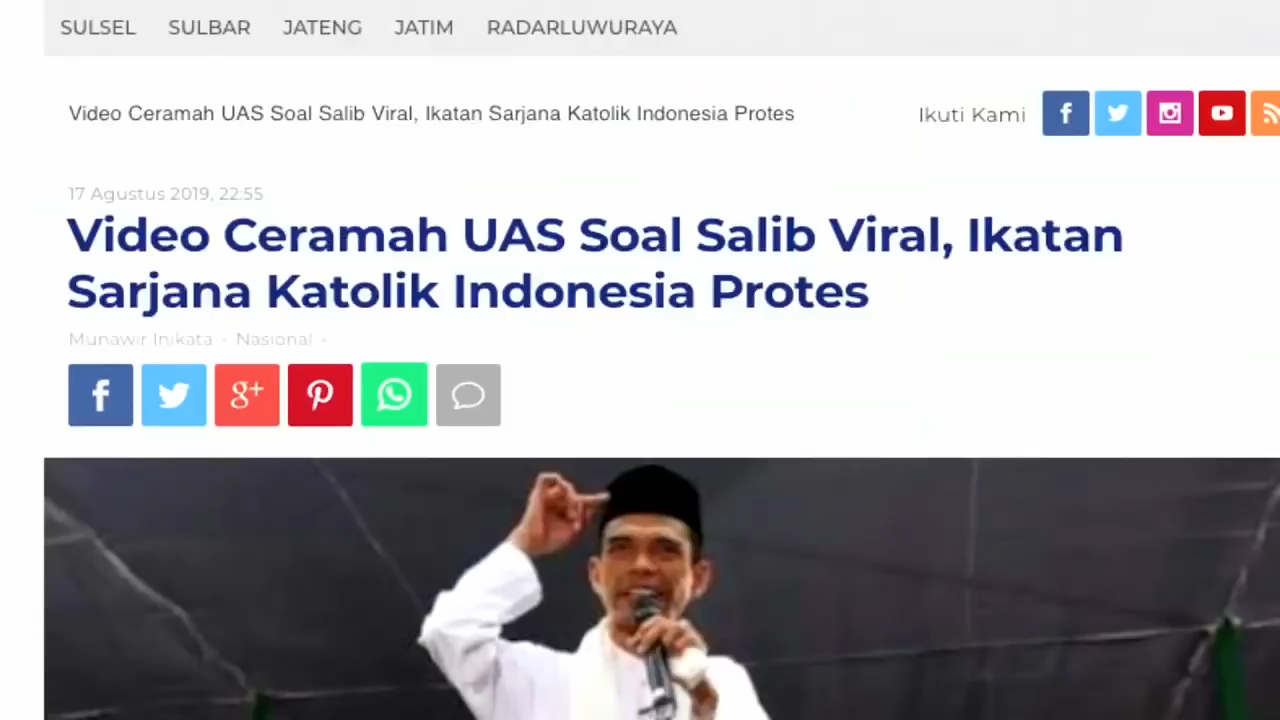 SULSEL SULBAR JATENG JATIM RADARLUWURAYA
Video Ceramah UAS Soal Salib Viral, Ikatan Sarjana Katolik Indonesia Protes
Ikuti Kami
17 Agustus 2019, 22:55
Video Ceramah UAS Soal Salib Viral, Ikatan
Sarjana Katolik Indonesia Protes
Munawir Inikata - Nasional -